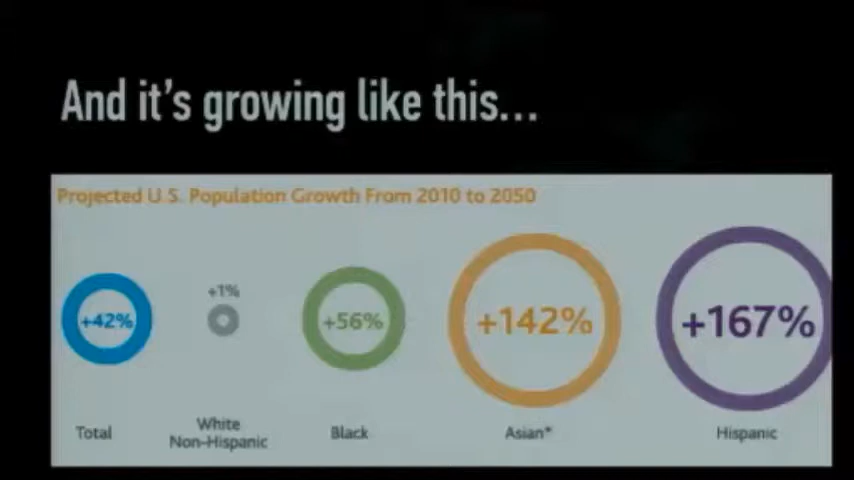 And it's growing like this...
Projected U.S. Population Growth From 2010 to 2050
+42%
+1%
+56%
+142%
+167%
Total
White
Non-Hispanic
Black
Asian*
Hispanic